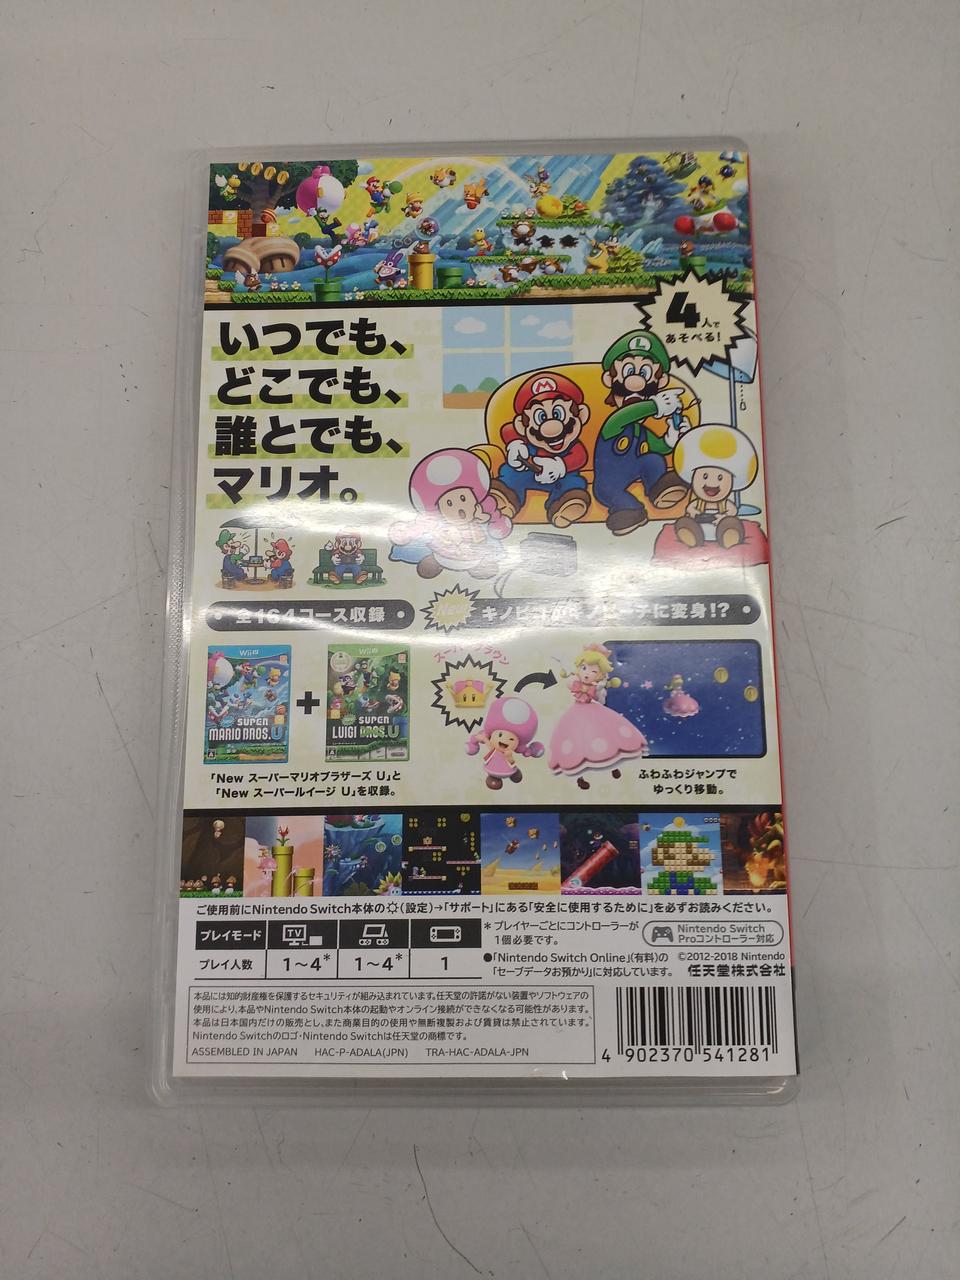 4人で
あそべる!
いつでも、
どこでも、
誰とでも、
マリオ。
全164コース収録
New
キノピコがキノピーチに変身!?
スーパークラウン
Wii U
SUPER
MARIO BROS. U
+
Wii U
SUPER
LUIGI BROS. U
「New スーパーマリオブラザーズ U」と
「New スーパールイージ U」を収録。
ふわふわジャンプで
ゆっくり移動。
ご使用前にNintendo Switch本体の(設定)→「サポート」にある「安全に使用するために」を必ずお読みください。
プレイモード
TV
プレイ人数
1~4*
1~4*
1
*プレイヤーごとにコントローラーが
1個必要です。
●「Nintendo Switch Online」(有料)の
「セーブデータお預かり」に対応しています。
Nintendo Switch
Proコントローラー対応
©2012-2018 Nintendo
任天堂株式会社
本品には知的財産権を保護するセキュリティが組み込まれています。任天堂の許諾がない装置やソフトウェアの
使用により、本品やNintendo Switch本体の起動やオンライン接続ができなくなる可能性があります。
本品は日本国内だけの販売とし、また商業目的の使用や無断複製および賃貸は禁止されています。
Nintendo Switchのロゴ・Nintendo Switchは任天堂の商標です。
ASSEMBLED IN JAPAN HAC-P-ADALA(JPN) TRA-HAC-ADALA-JPN
4 902370 541281